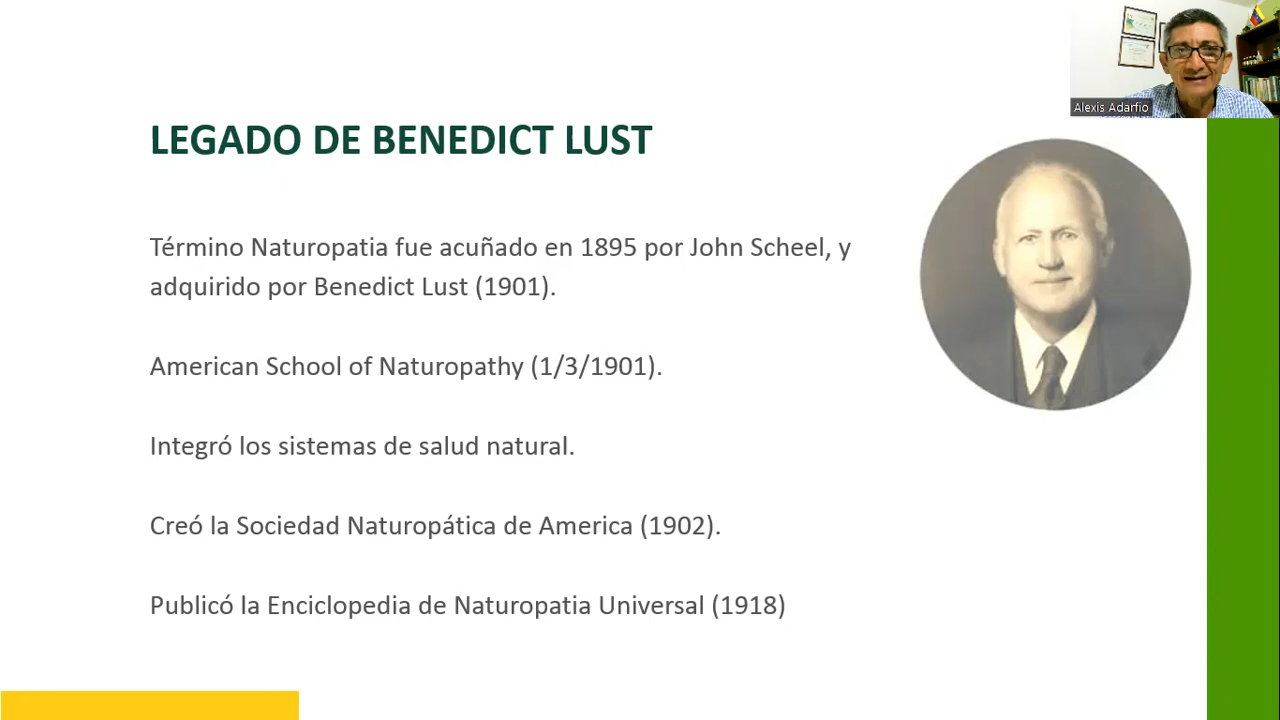 Alexis Adarfio
LEGADO DE BENEDICT LUST
Término Naturopatia fue acuñado en 1895 por John Scheel, y
adquirido por Benedict Lust (1901).
American School of Naturopathy (1/3/1901).
Integró los sistemas de salud natural.
Creó la Sociedad Naturopática de America (1902).
Publicó la Enciclopedia de Naturopatia Universal (1918)